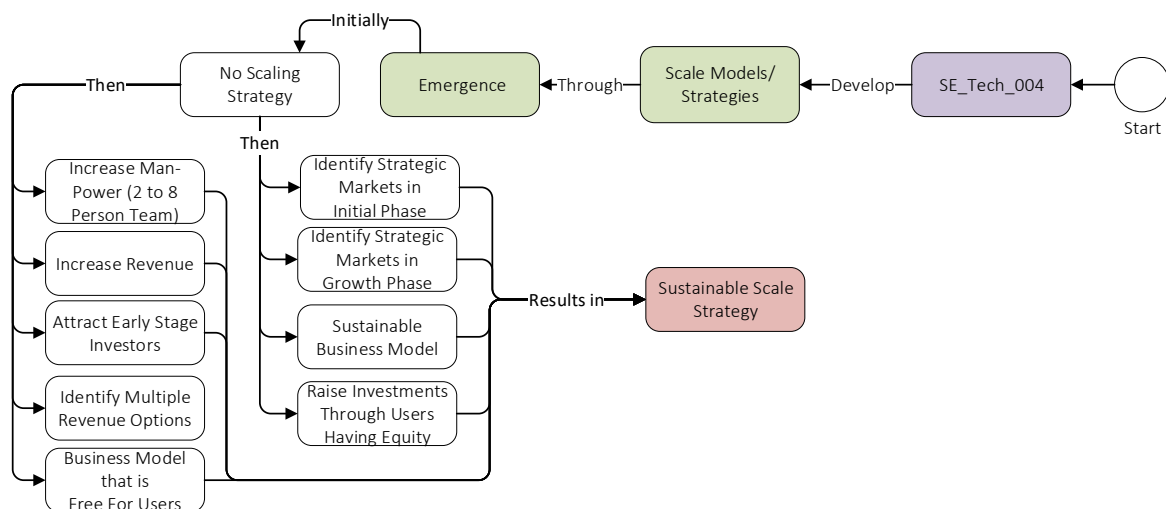 Initially
No Scaling
Strategy
Emergence
Through
Scale Models/
Strategies
Develop
SE_Tech_004
Start
Then
Then
Increase Man-
Power (2 to 8
Person Team)
Increase Revenue
Attract Early Stage
Investors
Identify Multiple
Revenue Options
Business Model
that is
Free For Users
Identify Strategic
Markets in
Initial Phase
Identify Strategic
Markets in
Growth Phase
Sustainable
Business Model
Raise Investments
Through Users
Having Equity
Results in
Sustainable Scale
Strategy